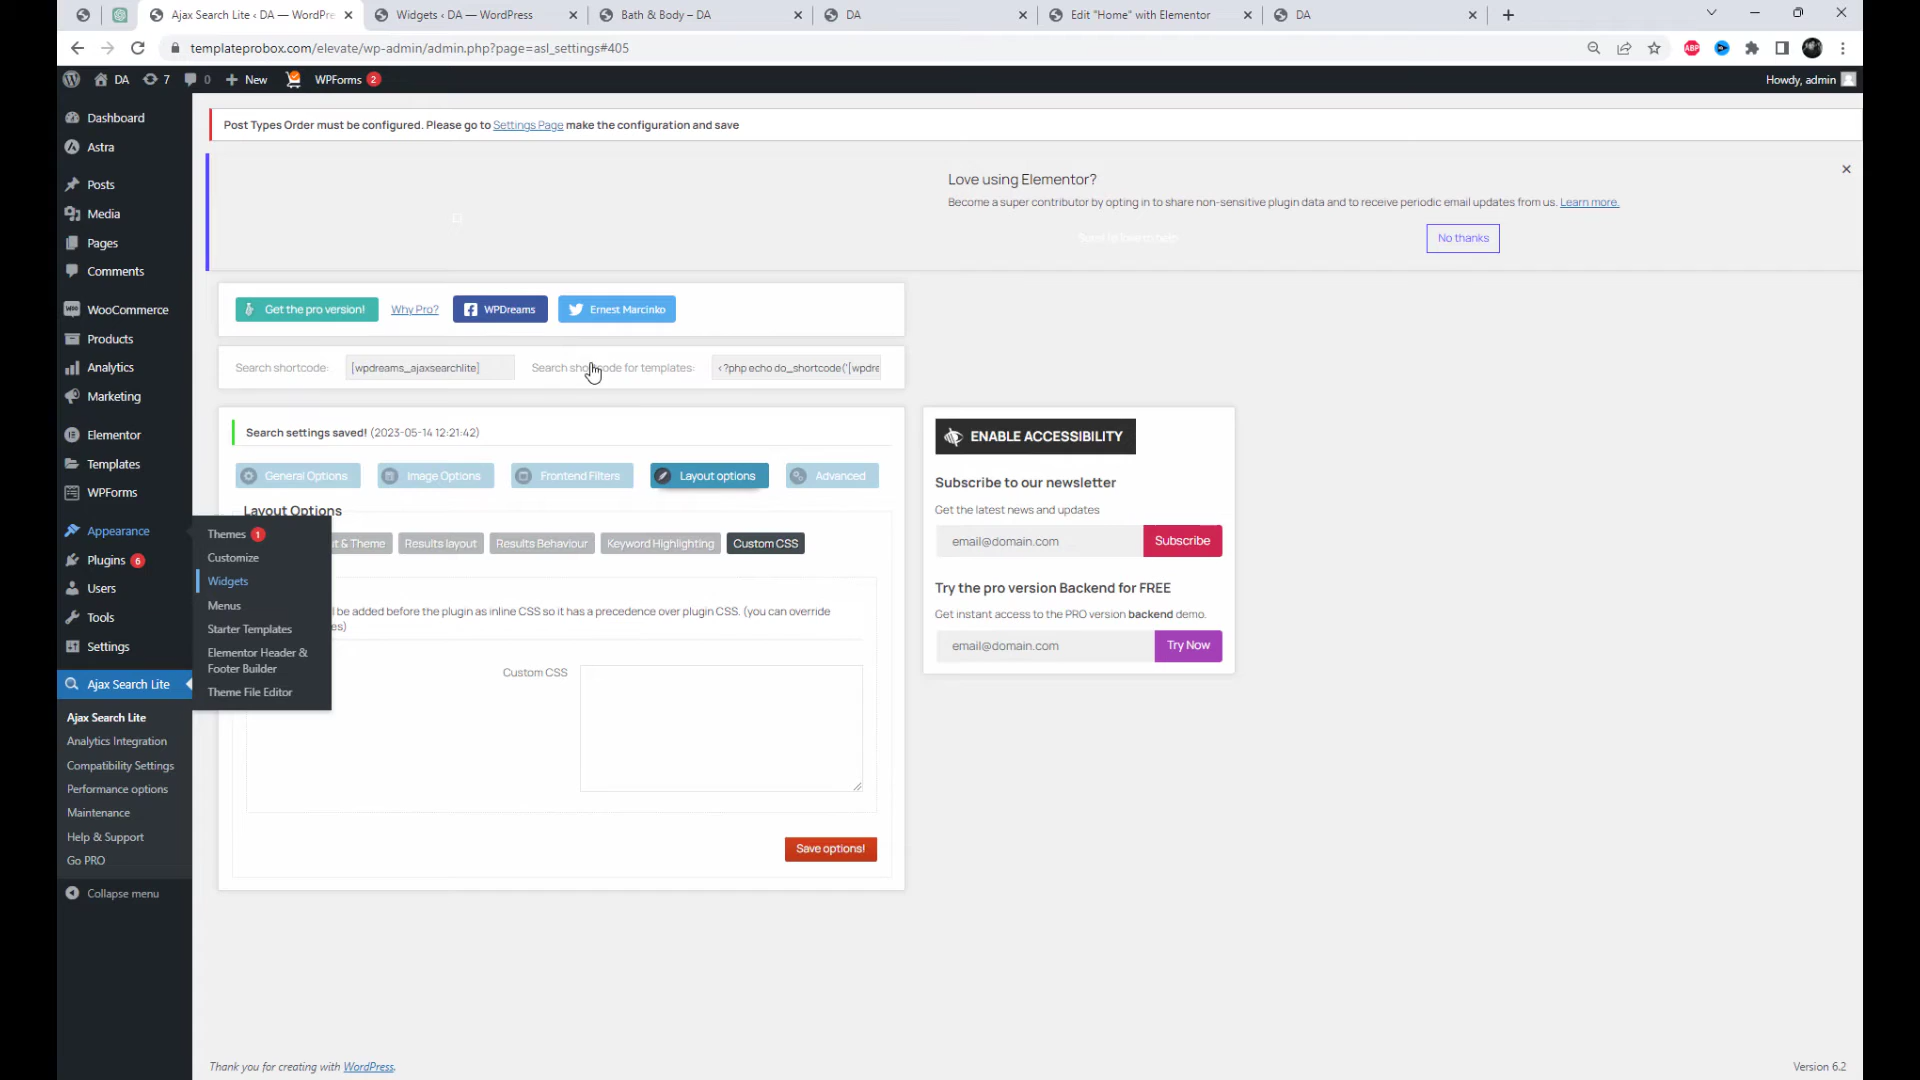 Ajax Search Lite ‹ DA — WordPre
Widgets ‹ DA — WordPress
Bath & Body – DA
DA
Edit "Home" with Elementor
DA
templateprobox.com/elevate/wp-admin/admin.php?page=asl_settings#405
ABP
DA
7
0
New
WPForms 2
Howdy, admin
Dashboard
Astra
Posts
Media
Pages
Comments
WooCommerce
Products
Analytics
Marketing
Elementor
Templates
WPForms
Appearance
Plugins 6
Users
Tools
Settings
Ajax Search Lite
Ajax Search Lite
Analytics Integration
Compatibility Settings
Performance options
Maintenance
Help & Support
Go PRO
Collapse menu
Themes 1
Customize
Widgets
Menus
Starter Templates
Elementor Header &
Footer Builder
Theme File Editor
Post Types Order must be configured. Please go to Settings Page make the configuration and save
Love using Elementor?
Become a super contributor by opting in to share non-sensitive plugin data and to receive periodic email updates from us. Learn more.
Sure! I'd love to help
No thanks
Get the pro version!
Why Pro?
WPDreams
Ernest Marcinko
Search shortcode:
[wpdreams_ajaxsearchlite]
Search shortcode for templates:
<?php echo do_shortcode('[wpdre
Search settings saved! (2023-05-14 12:21:42)
General Options
Image Options
Frontend Filters
Layout options
Advanced
Layout Options
t & Theme
Results layout
Results Behaviour
Keyword Highlighting
Custom CSS
be added before the plugin as inline CSS so it has a precedence over plugin CSS. (you can override
es)
Custom CSS
Save options!
ENABLE ACCESSIBILITY
Subscribe to our newsletter
Get the latest news and updates
email@domain.com
Subscribe
Try the pro version Backend for FREE
Get instant access to the PRO version backend demo.
email@domain.com
Try Now
Thank you for creating with WordPress.
Version 6.2